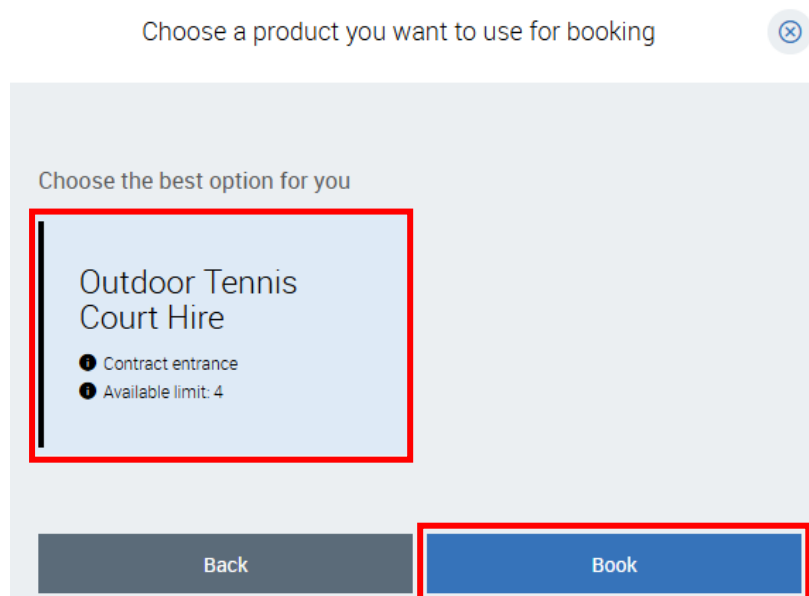 Choose a product you want to use for booking
Choose the best option for you
Outdoor Tennis
Court Hire
Contract entrance
Available limit: 4
Back
Book